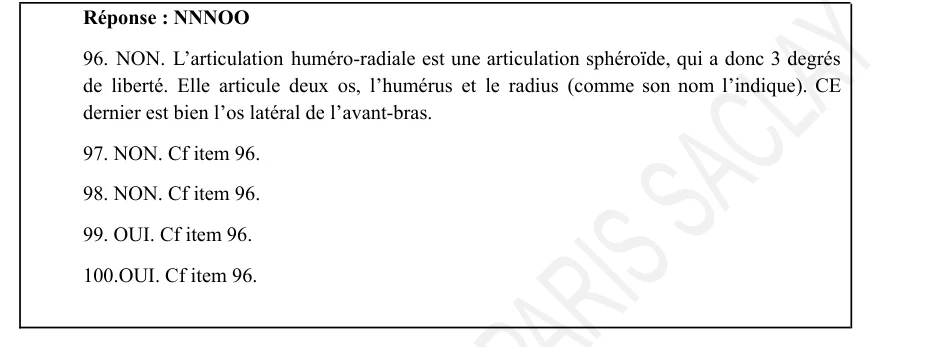 Réponse : NNNOO
96. NON. L’articulation huméro-radiale est une articulation sphéroïde, qui a donc 3 degrés
de liberté. Elle articule deux os, l’humérus et le radius (comme son nom l’indique). CE
dernier est bien l’os latéral de l’avant-bras.
97. NON. Cf item 96.
98. NON. Cf item 96.
99. OUI. Cf item 96.
100.OUI. Cf item 96.
PARIS SACLAY